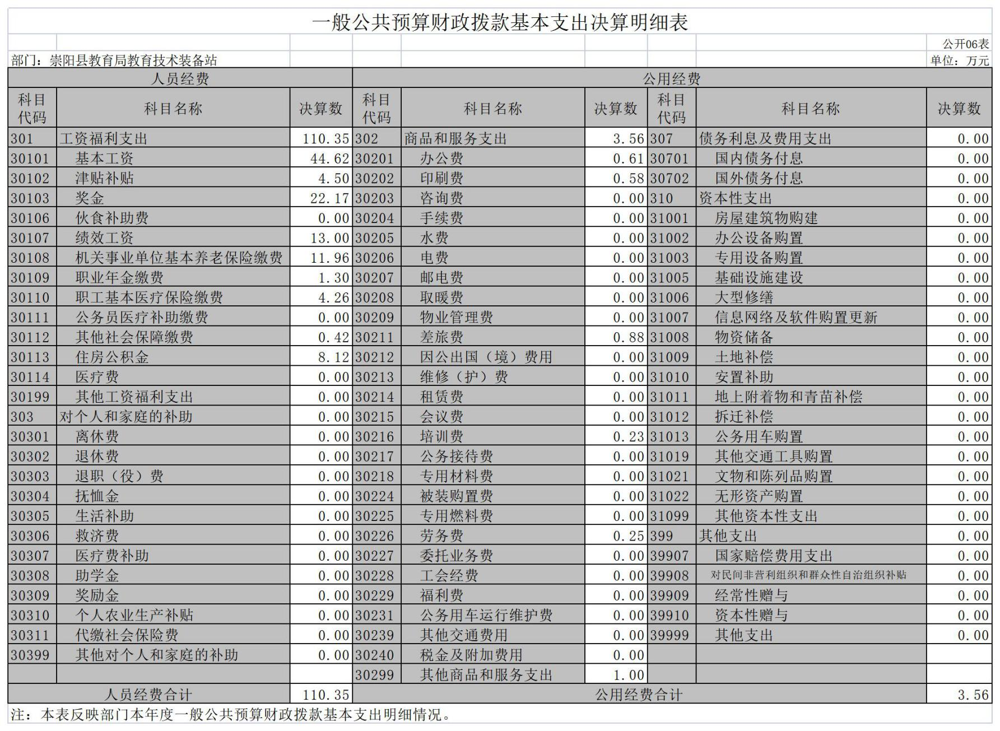 一般公共预算财政拨款基本支出决算明细表
公开06表
部门：崇阳县教育局教育技术装备站 单位：万元
人员经费 公用经费
科目代码 科目名称 决算数 科目代码 科目名称 决算数 科目代码 科目名称 决算数
301 工资福利支出 110.35 302 商品和服务支出 3.56 307 债务利息及费用支出 0.00
30101 基本工资 44.62 30201 办公费 0.61 30701 国内债务付息 0.00
30102 津贴补贴 4.50 30202 印刷费 0.58 30702 国外债务付息 0.00
30103 奖金 22.17 30203 咨询费 0.00 310 资本性支出 0.00
30106 伙食补助费 0.00 30204 手续费 0.00 31001 房屋建筑物购建 0.00
30107 绩效工资 13.00 30205 水费 0.00 31002 办公设备购置 0.00
30108 机关事业单位基本养老保险缴费 11.96 30206 电费 0.00 31003 专用设备购置 0.00
30109 职业年金缴费 1.30 30207 邮电费 0.00 31005 基础设施建设 0.00
30110 职工基本医疗保险缴费 4.26 30208 取暖费 0.00 31006 大型修缮 0.00
30111 公务员医疗补助缴费 0.00 30209 物业管理费 0.00 31007 信息网络及软件购置更新 0.00
30112 其他社会保障缴费 0.42 30211 差旅费 0.88 31008 物资储备 0.00
30113 住房公积金 8.12 30212 因公出国（境）费用 0.00 31009 土地补偿 0.00
30114 医疗费 0.00 30213 维修（护）费 0.00 31010 安置补助 0.00
30199 其他工资福利支出 0.00 30214 租赁费 0.00 31011 地上附着物和青苗补偿 0.00
303 对个人和家庭的补助 0.00 30215 会议费 0.00 31012 拆迁补偿 0.00
30301 离休费 0.00 30216 培训费 0.23 31013 公务用车购置 0.00
30302 退休费 0.00 30217 公务接待费 0.00 31019 其他交通工具购置 0.00
30303 退职（役）费 0.00 30218 专用材料费 0.00 31021 文物和陈列品购置 0.00
30304 抚恤金 0.00 30224 被装购置费 0.00 31022 无形资产购置 0.00
30305 生活补助 0.00 30225 专用燃料费 0.00 31099 其他资本性支出 0.00
30306 救济费 0.00 30226 劳务费 0.25 399 其他支出 0.00
30307 医疗费补助 0.00 30227 委托业务费 0.00 39907 国家赔偿费用支出 0.00
30308 助学金 0.00 30228 工会经费 0.00 39908 对民间非营利组织和群众性自治组织补贴 0.00
30309 奖励金 0.00 30229 福利费 0.00 39909 经常性赠与 0.00
30310 个人农业生产补贴 0.00 30231 公务用车运行维护费 0.00 39910 资本性赠与 0.00
30311 代缴社会保险费 0.00 30239 其他交通费用 0.00 39999 其他支出 0.00
30399 其他对个人和家庭的补助 0.00 30240 税金及附加费用 0.00
30299 其他商品和服务支出 1.00
人员经费合计 110.35 公用经费合计 3.56
注：本表反映部门本年度一般公共预算财政拨款基本支出明细情况。